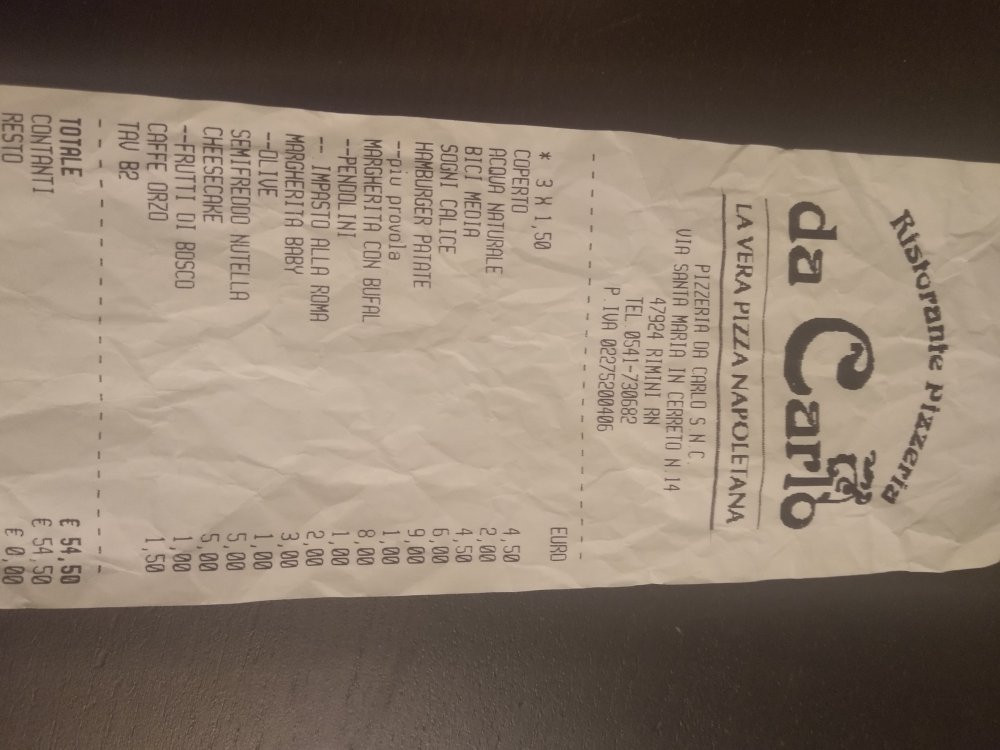 Ristorante Pizzeria
da Carlo
LA VERA PIZZA NAPOLETANA
PIZZERIA DA CARLO S.N.C.
VIA SANTA MARIA IN CERRETO N.14
47924 RIMINI RN
TEL. 0541-730682
P.IVA 02275200406
EURO
* 3 X 1,50
COPERTO 4,50
ACQUA NATURALE 2,00
BICI MEDIA 4,50
SOGNI CALICE 6,00
HAMBURGER PATATE 9,00
--più provola 1,00
MARGHERITA CON BUFAL 8,00
--PENDOLINI 1,00
-- IMPASTO ALLA ROMA 2,00
MARGHERITA BABY 3,00
--OLIVE 1,00
SEMIFREDDO NUTELLA 5,00
CHEESECAKE 5,00
--FRUTTI DI BOSCO 1,00
CAFFE ORZO 1,50
TAV B2
TOTALE € 54,50
CONTANTI € 54,50
RESTO € 0,00